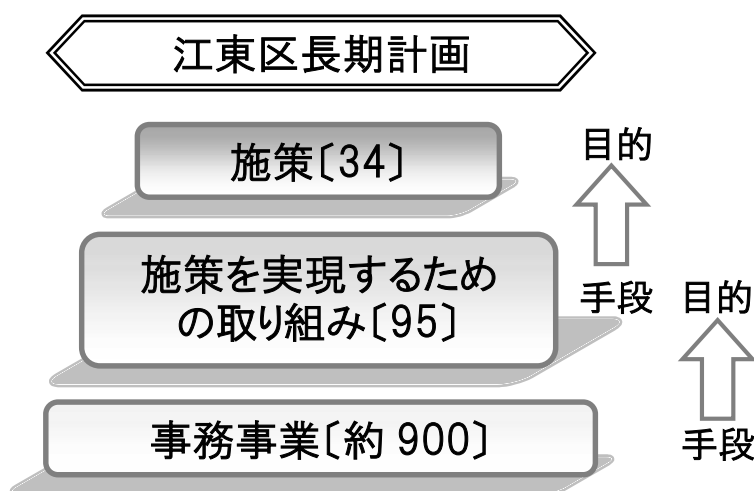 江東区長期計画
施策〔34〕
目的
施策を実現するため
の取り組み〔95〕
手段
目的
事務事業〔約 900〕
手段